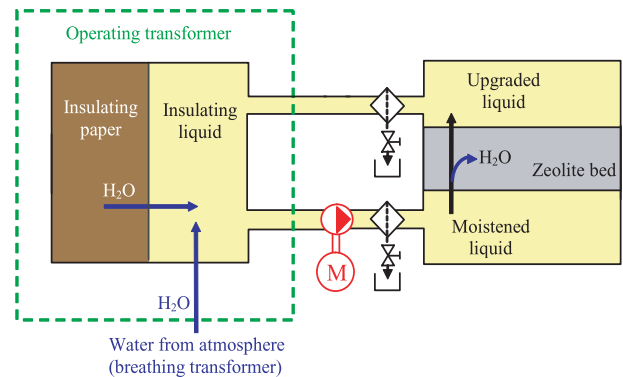 Operating transformer
Insulating
paper
Insulating
liquid
Upgraded
liquid
H₂O
Zeolite bed
H₂O
Moistened
liquid
M
H₂O
Water from atmosphere
(breathing transformer)